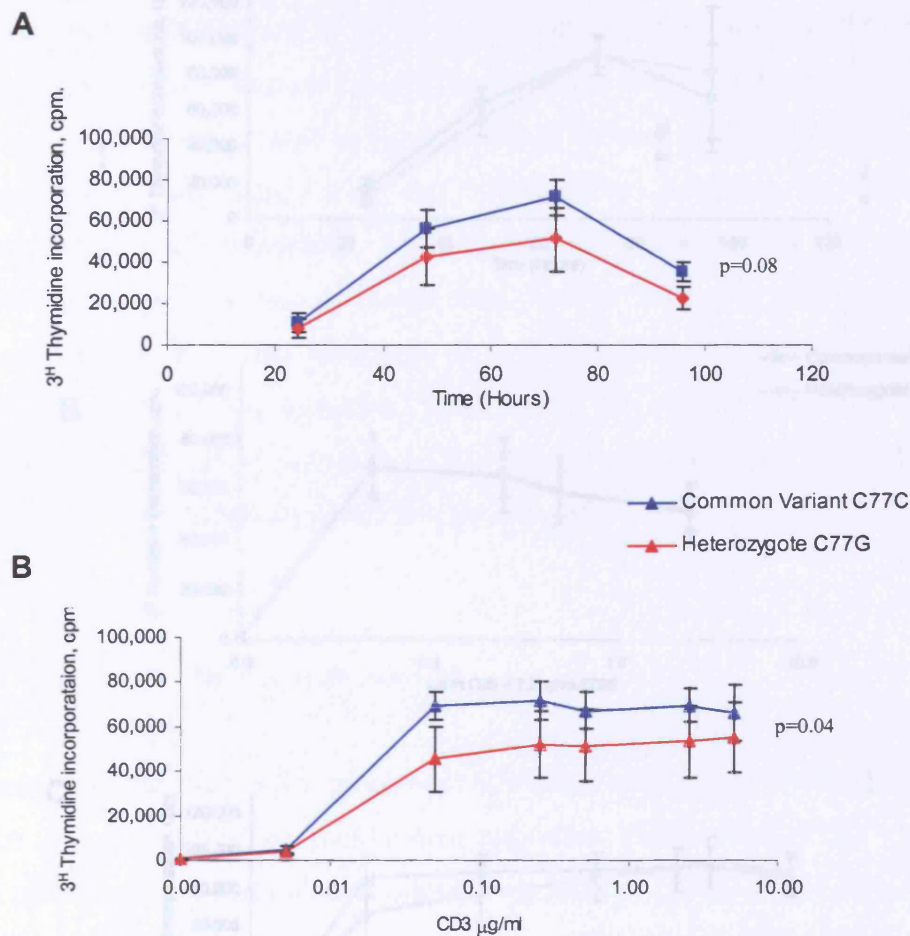 A
3H Thymidine incorporation, cpm.
100,000
80,000
60,000
40,000
20,000
0
0 20 40 60 80 100 120
Time (Hours)
p=0.08
Common Variant C77C
Heterozygote C77G
B
3H Thymidine incorporataion, cpm
100,000
80,000
60,000
40,000
20,000
0
0.00 0.01 0.10 1.00 10.00
CD3 µg/ml
p=0.04